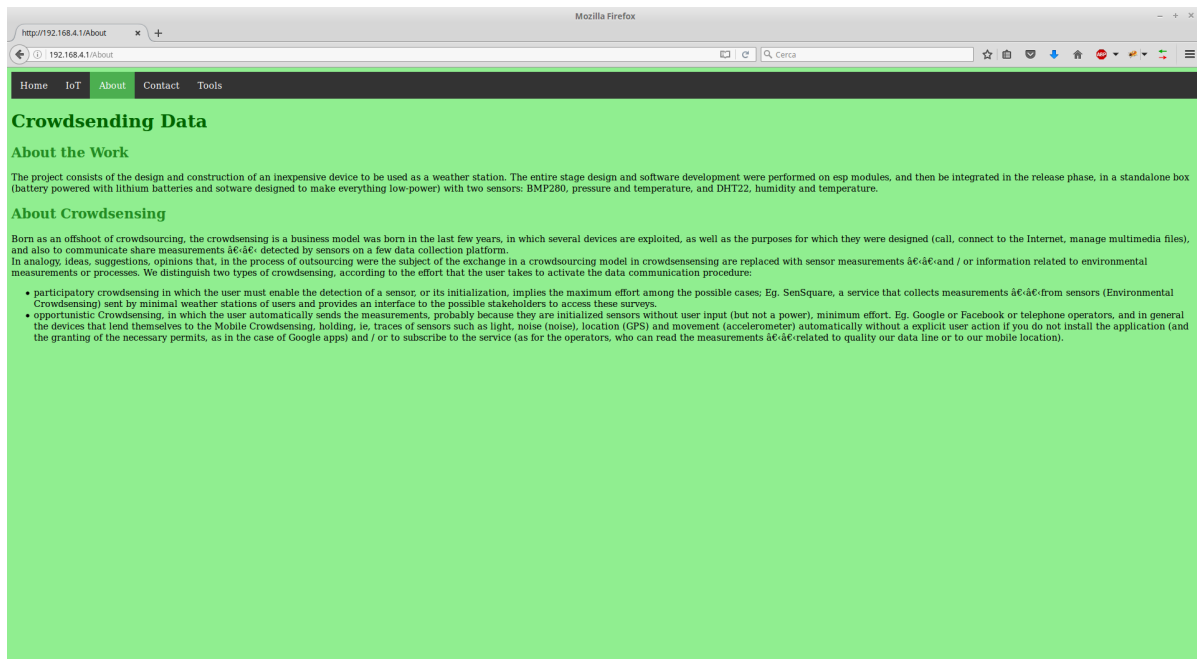 Mozilla Firefox
http://192.168.4.1/About
192.168.4.1/About
Cerca
ABP
Home IoT About Contact Tools
Crowdsending Data
About the Work
The project consists of the design and construction of an inexpensive device to be used as a weather station. The entire stage design and software development were performed on esp modules, and then be integrated in the release phase, in a standalone box
(battery powered with lithium batteries and sotware designed to make everything low-power) with two sensors: BMP280, pressure and temperature, and DHT22, humidity and temperature.
About Crowdsensing
Born as an offshoot of crowdsourcing, the crowdsensing is a business model was born in the last few years, in which several devices are exploited, as well as the purposes for which they were designed (call, connect to the Internet, manage multimedia files),
and also to communicate share measurements â€‹â€‹ detected by sensors on a few data collection platform.
In analogy, ideas, suggestions, opinions that, in the process of outsourcing were the subject of the exchange in a crowdsourcing model in crowdsensensing are replaced with sensor measurements â€‹â€‹and / or information related to environmental
measurements or processes. We distinguish two types of crowdsensing, according to the effort that the user takes to activate the data communication procedure:
• participatory crowdsensing in which the user must enable the detection of a sensor, or its initialization, implies the maximum effort among the possible cases; Eg. SenSquare, a service that collects measurements â€‹â€‹from sensors (Environmental
Crowdsensing) sent by minimal weather stations of users and provides an interface to the possible stakeholders to access these surveys.
• opportunistic Crowdsensing, in which the user automatically sends the measurements, probably because they are initialized sensors without user input (but not a power), minimum effort. Eg. Google or Facebook or telephone operators, and in general
the devices that lend themselves to the Mobile Crowdsensing, holding, ie, traces of sensors such as light, noise (noise), location (GPS) and movement (accelerometer) automatically without a explicit user action if you do not install the application (and
the granting of the necessary permits, as in the case of Google apps) and / or to subscribe to the service (as for the operators, who can read the measurements â€‹â€‹related to quality our data line or to our mobile location).